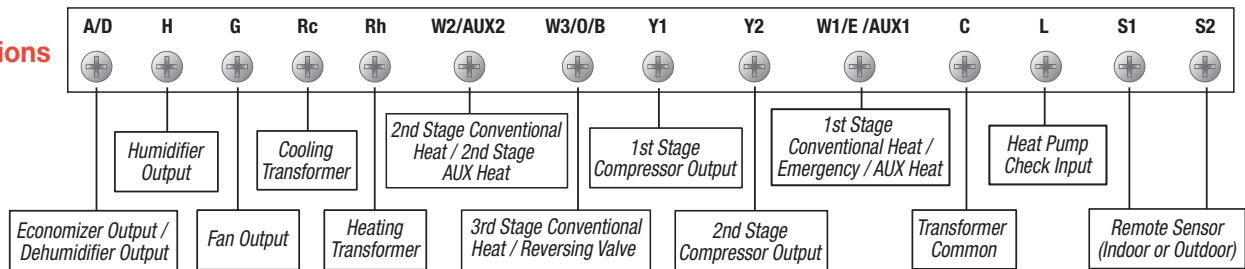 ions
A/D H G Rc Rh W2/AUX2 W3/O/B Y1 Y2 W1/E /AUX1 C L S1 S2
Humidifier
Output
Cooling
Transformer
2nd Stage Conventional
Heat / 2nd Stage
AUX Heat
1st Stage
Compressor Output
1st Stage
Conventional Heat /
Emergency / AUX Heat
Heat Pump
Check Input
Economizer Output /
Dehumidifier Output
Fan Output
Heating
Transformer
3rd Stage Conventional
Heat / Reversing Valve
2nd Stage
Compressor Output
Transformer
Common
Remote Sensor
(Indoor or Outdoor)